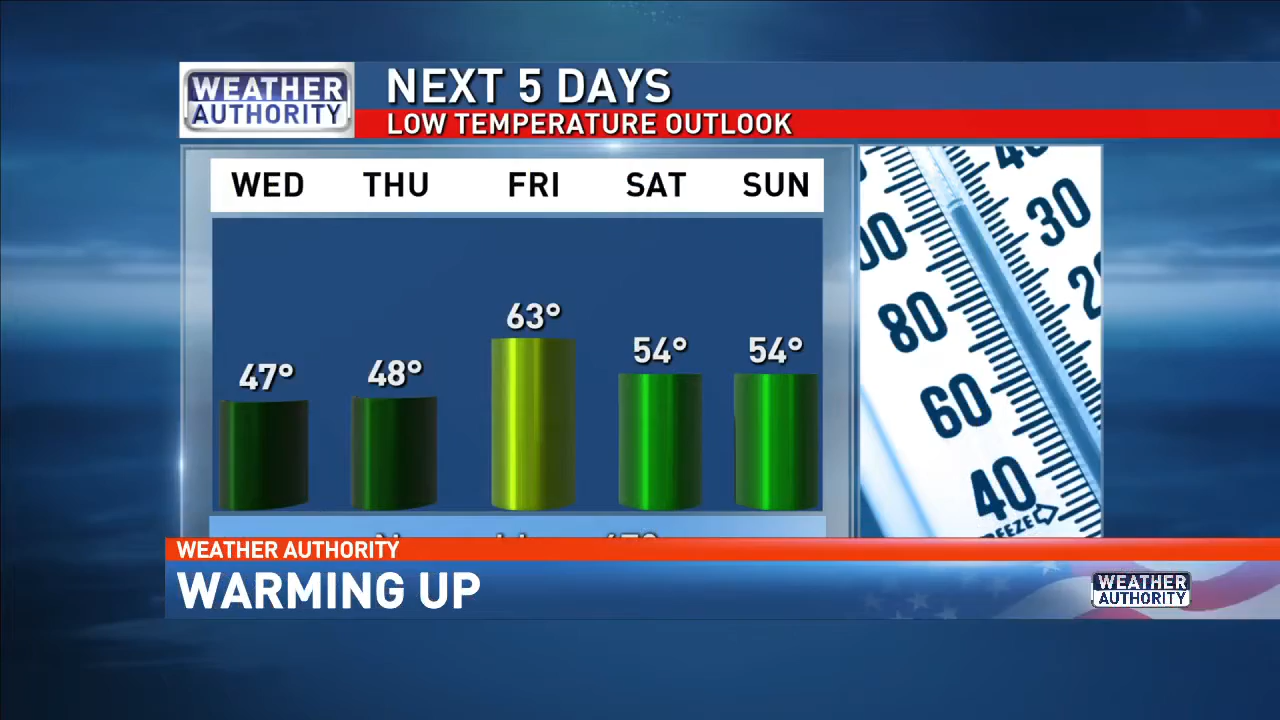 WEATHER
AUTHORITY
NEXT 5 DAYS
LOW TEMPERATURE OUTLOOK
WED THU FRI SAT SUN
47° 48° 63° 54° 54°
30
80
60
40
WEATHER AUTHORITY
WARMING UP
WEATHER
AUTHORITY